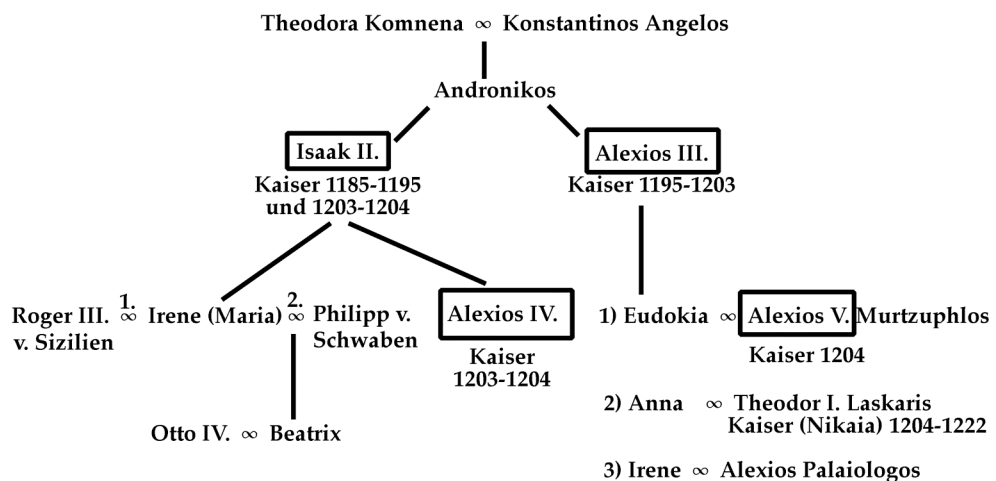 Theodora Komnena ∞ Konstantinos Angelos
Andronikos
Isaak II.
Kaiser 1185-1195
und 1203-1204
Alexios III.
Kaiser 1195-1203
Roger III. 1. ∞ Irene (Maria) 2. ∞ Philipp v.
v. Sizilien
Schwaben
Alexios IV.
Kaiser
1203-1204
1) Eudokia ∞ Alexios V. Murtzuphlos
Kaiser 1204
Otto IV. ∞ Beatrix
2) Anna ∞ Theodor I. Laskaris
Kaiser (Nikaia) 1204-1222
3) Irene ∞ Alexios Palaiologos